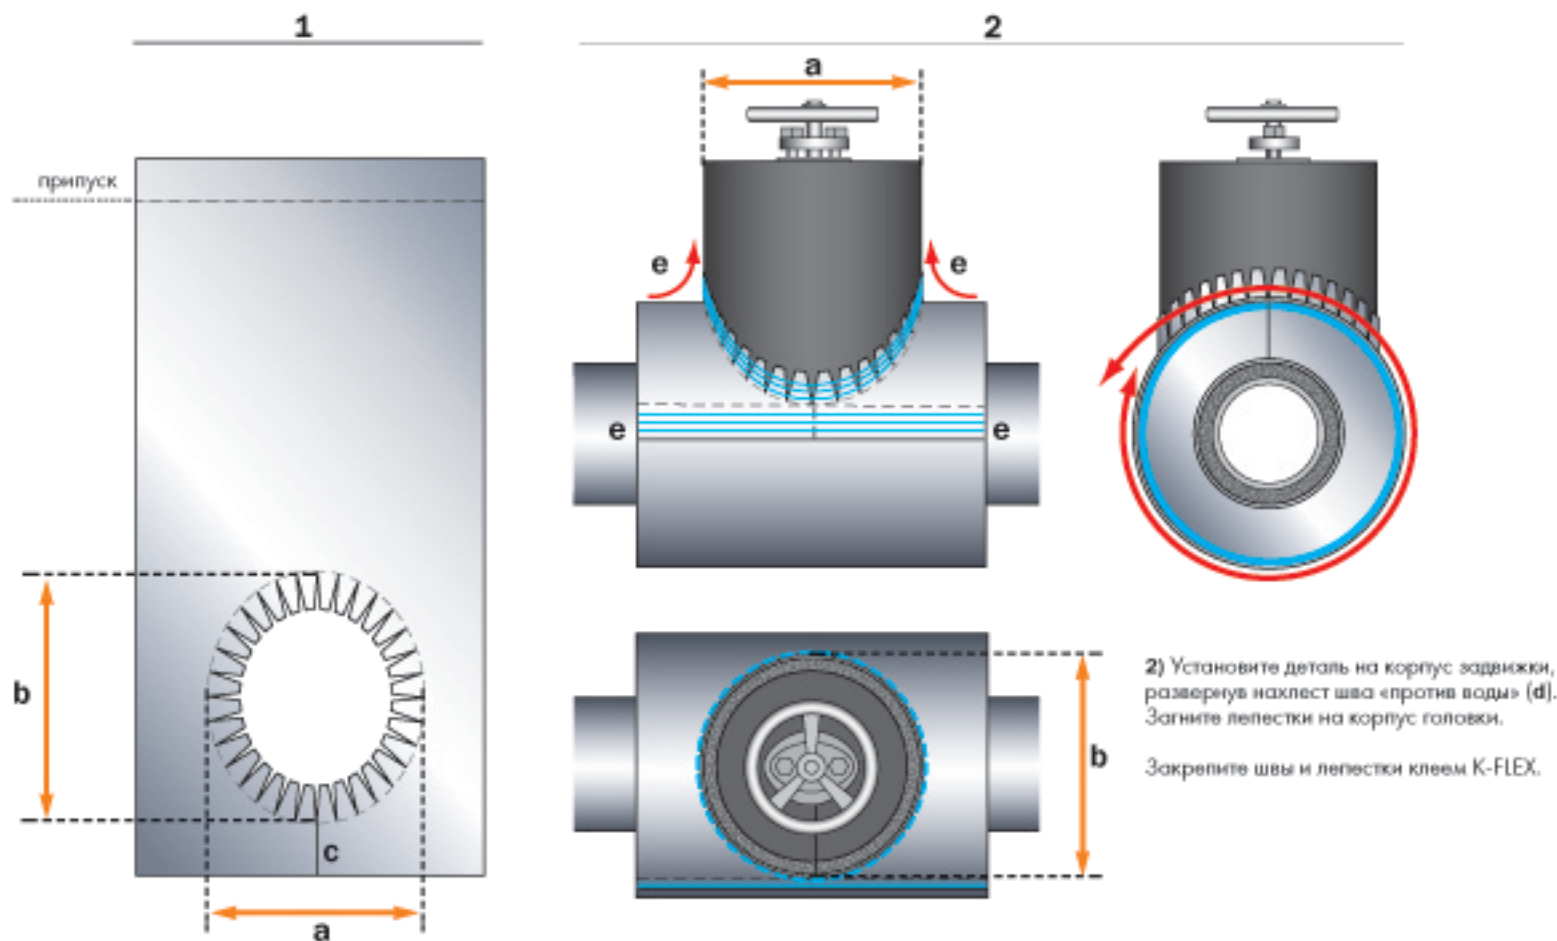 1
2
a
припуск
e
e
e
e
b
c
a
b
2) Установите деталь на корпус задвижки,
развернув нахлест шва «против воды» (d).
Загните лепестки на корпус головки.
Закрепите швы и лепестки клеем K-FLEX.